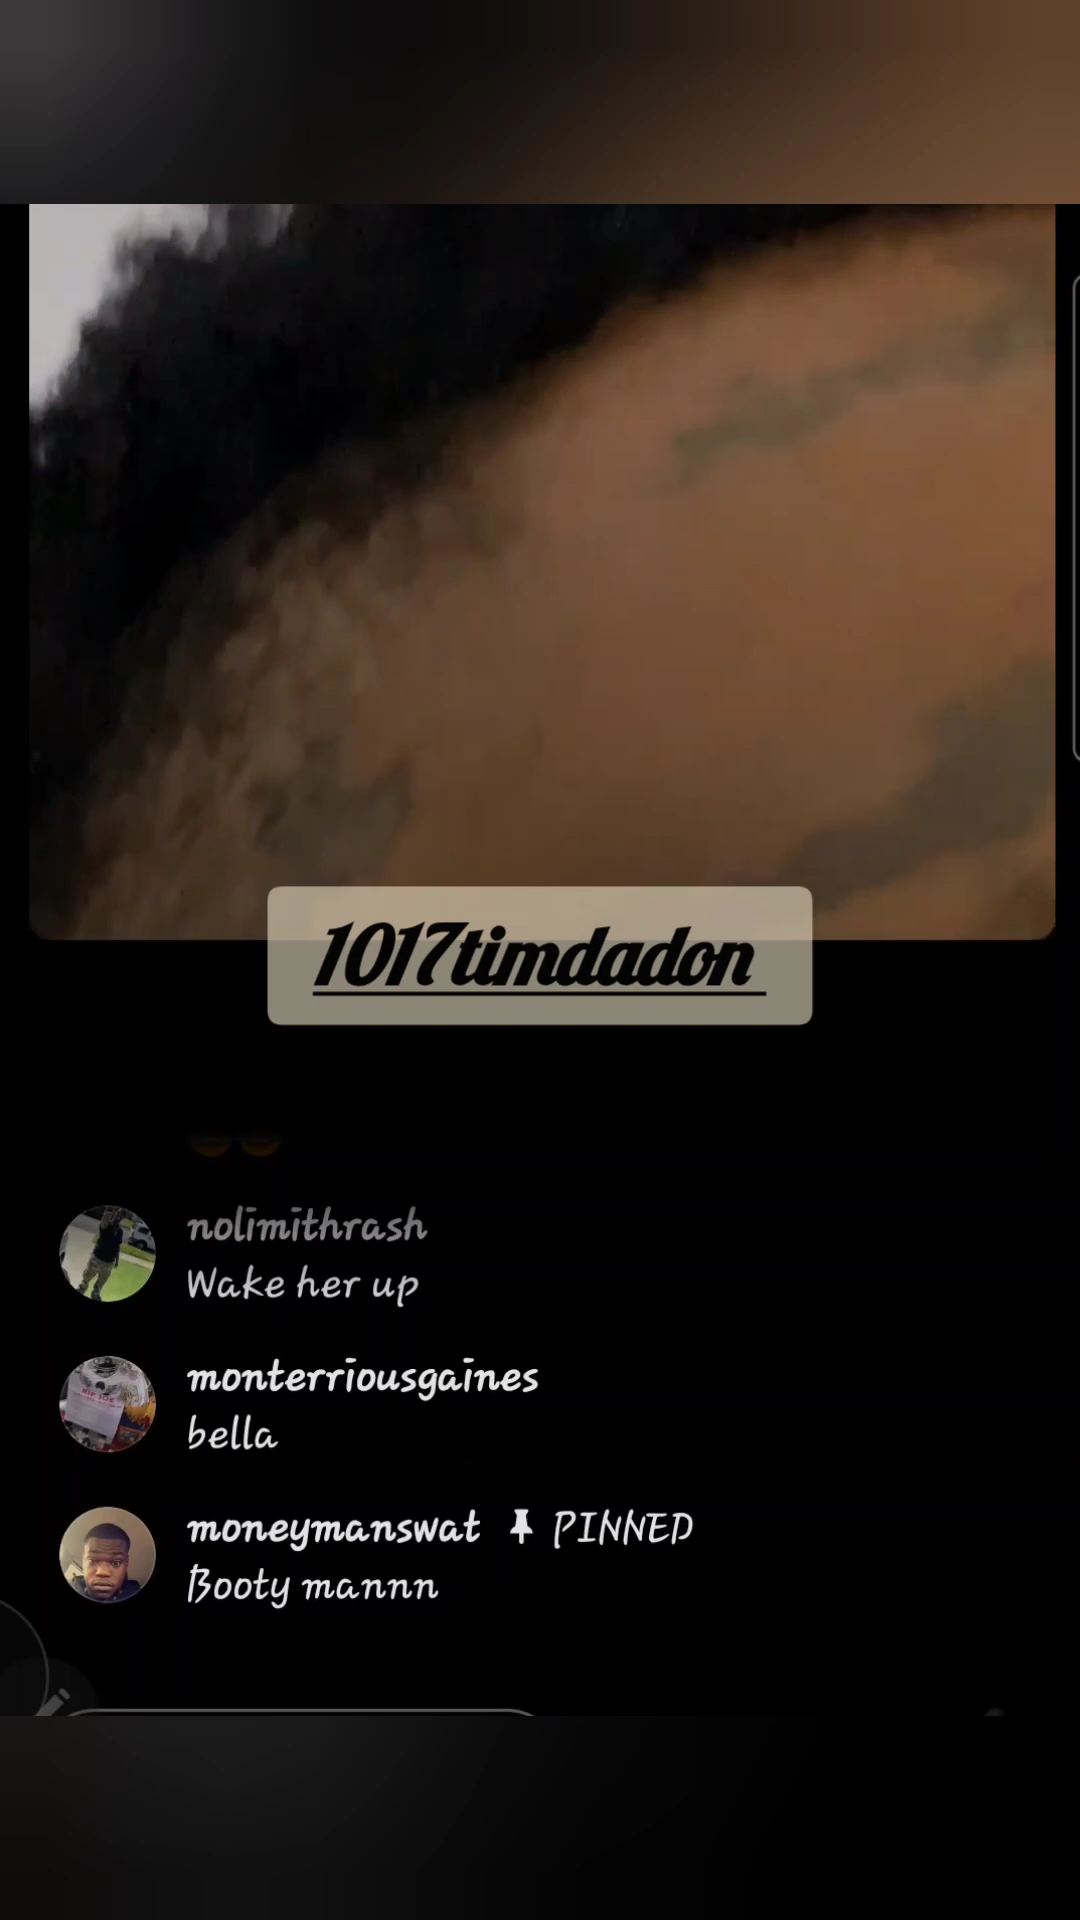 1017timdadon
nolimithrash
Wake her up
monterriousgaines
bella
moneymanswat PINNED
Booty mannn